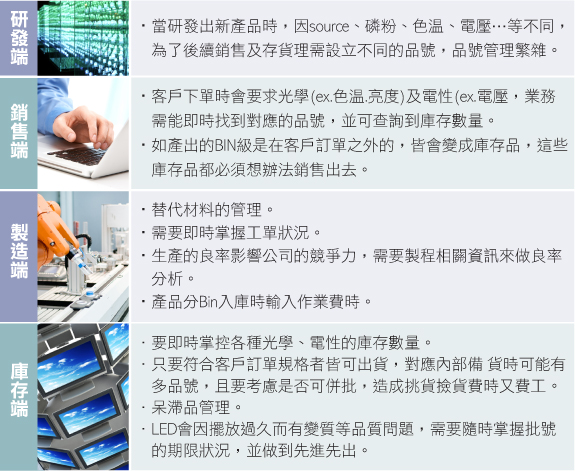 研發端
・當研發出新產品時，因source、磷粉、色温、電壓…等不同，
為了後續銷售及存貨理需設立不同的品號，品號管理繁雜。
銷售端
・客戶下單時會要求光學(ex.色温.亮度)及電性(ex.電壓，業務
需能即時找到對應的品號，並可查詢到庫存數量。
・如產出的BIN級是在客戶訂單之外的，皆會變成庫存品，這些
庫存品都必須想辦法銷售出去。
製造端
・替代材料的管理。
・需要即時掌握工單狀況。
・生產的良率影響公司的競爭力，需要製程相關資訊來做良率
分析。
・產品分Bin入庫時輸入作業費時。
庫存端
・要即時掌控各種光學、電性的庫存數量。
・只要符合客戶訂單規格者皆可出貨，對應內部備 貨時可能有
多品號，且要考慮是否可併批，造成挑貨撿貨費時又費工。
・呆滯品管理。
・LED會因擺放過久而有變質等品質問題，需要隨時掌握批號
的期限狀況，並做到先進先出。